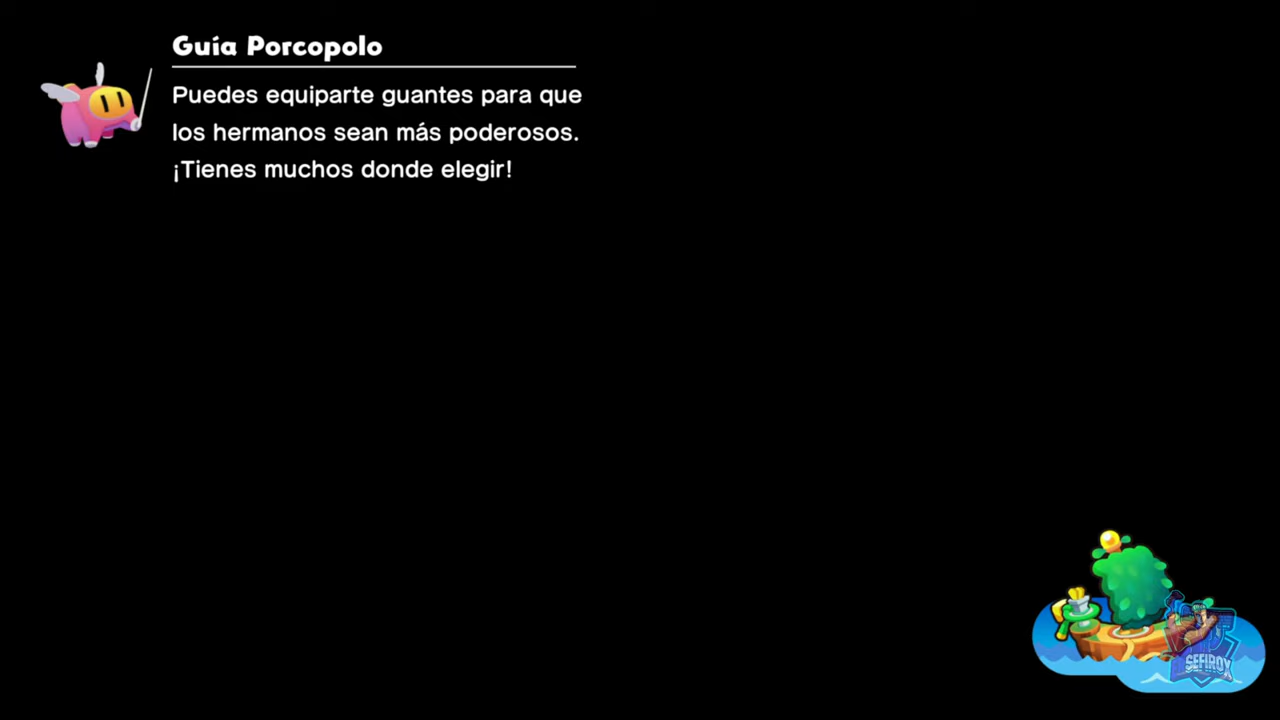 Guía Porcopolo
Puedes equiparte guantes para que
los hermanos sean más poderosos.
¡Tienes muchos donde elegir!
SEFIROX